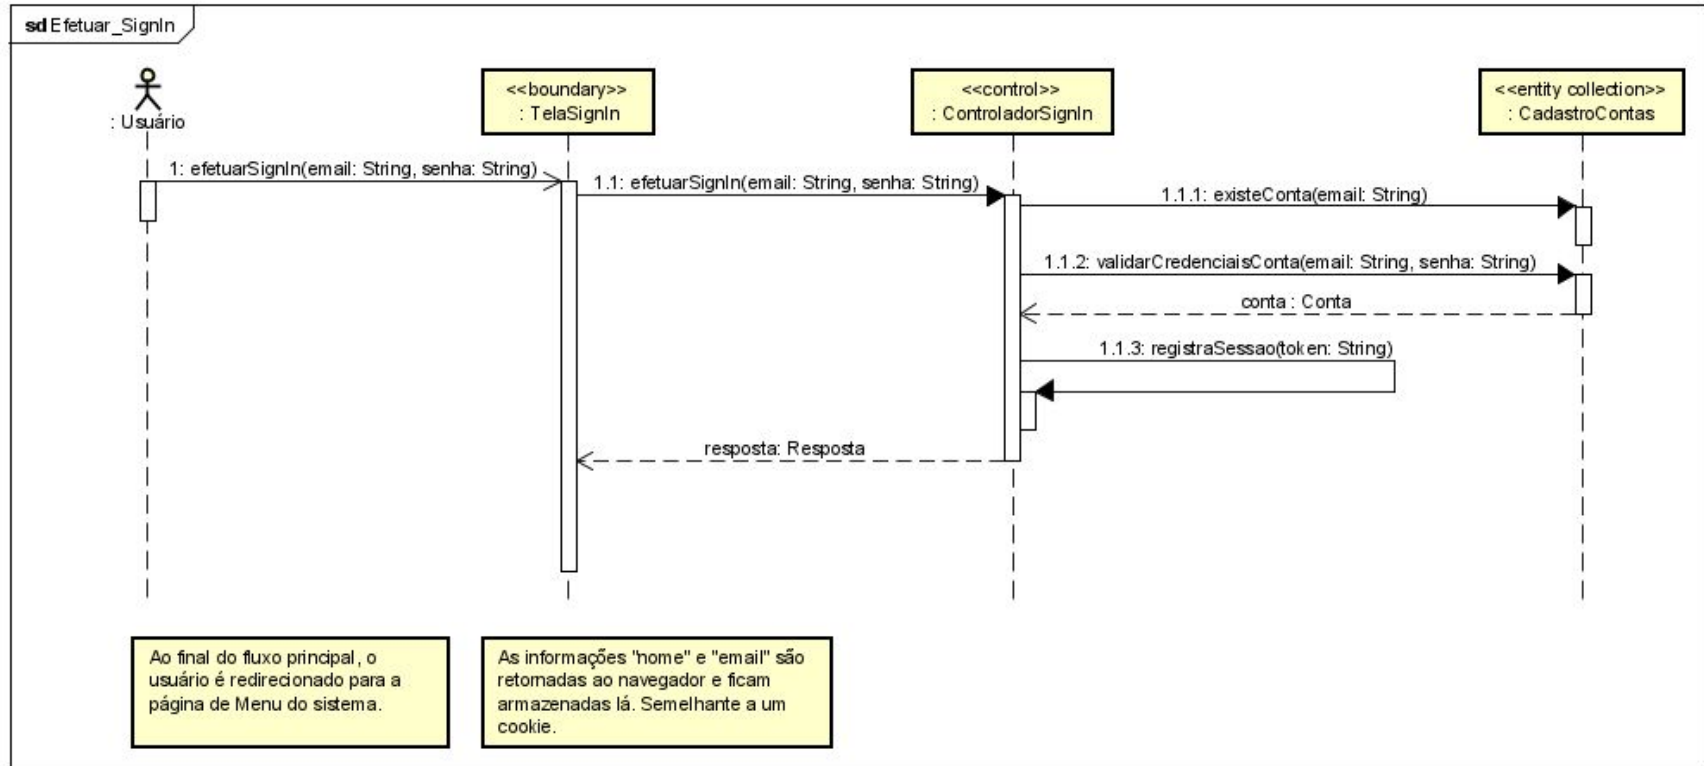 sd Efetuar_SignIn
: Usuário
<<boundary>>
: TelaSignIn
<<control>>
: ControladorSignIn
<<entity collection>>
: CadastroContas
1: efetuarSignIn(email: String, senha: String)
1.1: efetuarSignIn(email: String, senha: String)
1.1.1: existeConta(email: String)
1.1.2: validarCredenciaisConta(email: String, senha: String)
conta : Conta
1.1.3: registraSessao(token: String)
resposta: Resposta
Ao final do fluxo principal, o
usuário é redirecionado para a
página de Menu do sistema.
As informações "nome" e "email" são
retornadas ao navegador e ficam
armazenadas lá. Semelhante a um
cookie.